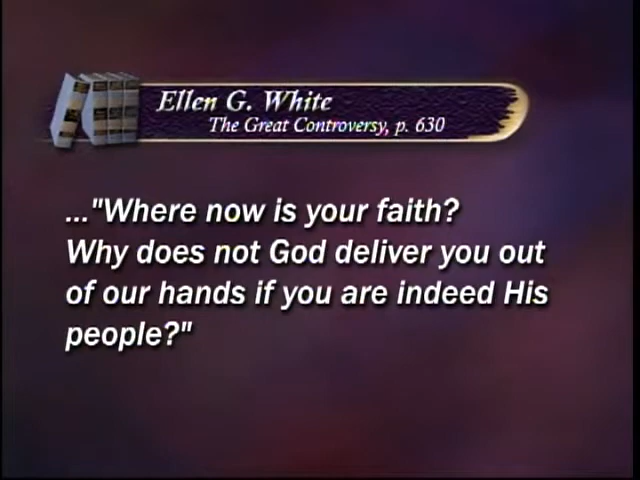 Ellen G. White
The Great Controversy, p. 630
..."Where now is your faith?
Why does not God deliver you out
of our hands if you are indeed His
people?"